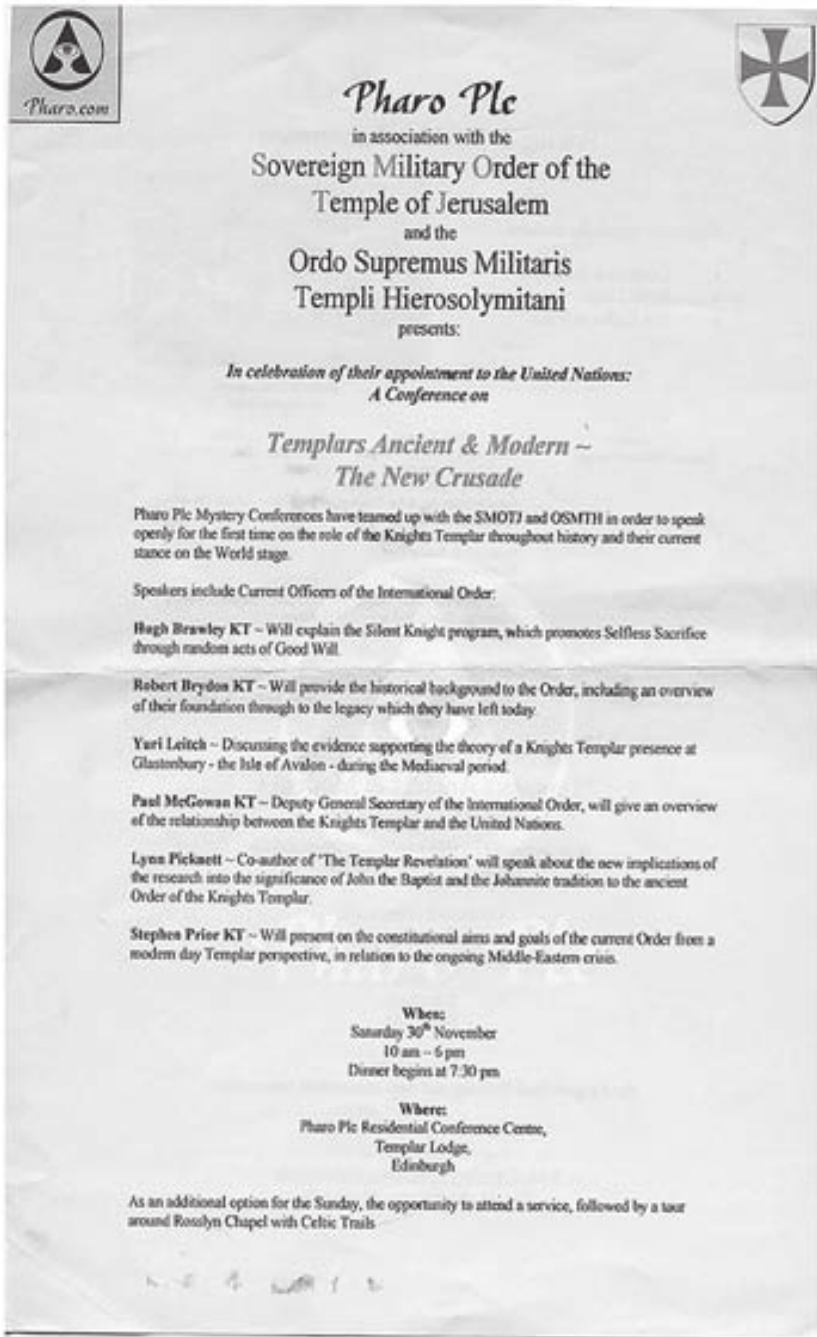 Pharo.com
Pharo Plc
in association with the
Sovereign Military Order of the
Temple of Jerusalem
and the
Ordo Supremus Militaris
Templi Hierosolymitani
presents:
In celebration of their appointment to the United Nations:
A Conference on
Templars Ancient & Modern ~
The New Crusade
Pharo Plc Mystery Conferences have teamed up with the SMOTJ and OSMTH in order to speak
openly for the first time on the role of the Knights Templar throughout history and their current
stance on the World stage.
Speakers include Current Officers of the International Order:
Hugh Brawley KT ~ Will explain the Silent Knight program, which promotes Selfless Sacrifice
through random acts of Good Will.
Robert Brydon KT ~ Will provide the historical background to the Order, including an overview
of their foundation through to the legacy which they have left today.
Yuri Leitch ~ Discussing the evidence supporting the theory of a Knights Templar presence at
Glastonbury - the Isle of Avalon - during the Mediaeval period.
Paul McGowan KT ~ Deputy General Secretary of the International Order, will give an overview
of the relationship between the Knights Templar and the United Nations.
Lynn Picknett ~ Co-author of 'The Templar Revelation' will speak about the new implications of
the research into the significance of John the Baptist and the Johannite tradition to the ancient
Order of the Knights Templar.
Stephen Prior KT ~ Will present on the constitutional aims and goals of the current Order from a
modern day Templar perspective, in relation to the ongoing Middle-Eastern crisis.
When:
Saturday 30th November
10 am – 6 pm
Dinner begins at 7:30 pm
Where:
Pharo Plc Residential Conference Centre,
Templar Lodge,
Edinburgh
As an additional option for the Sunday, the opportunity to attend a service, followed by a tour
around Rosslyn Chapel with Celtic Trails